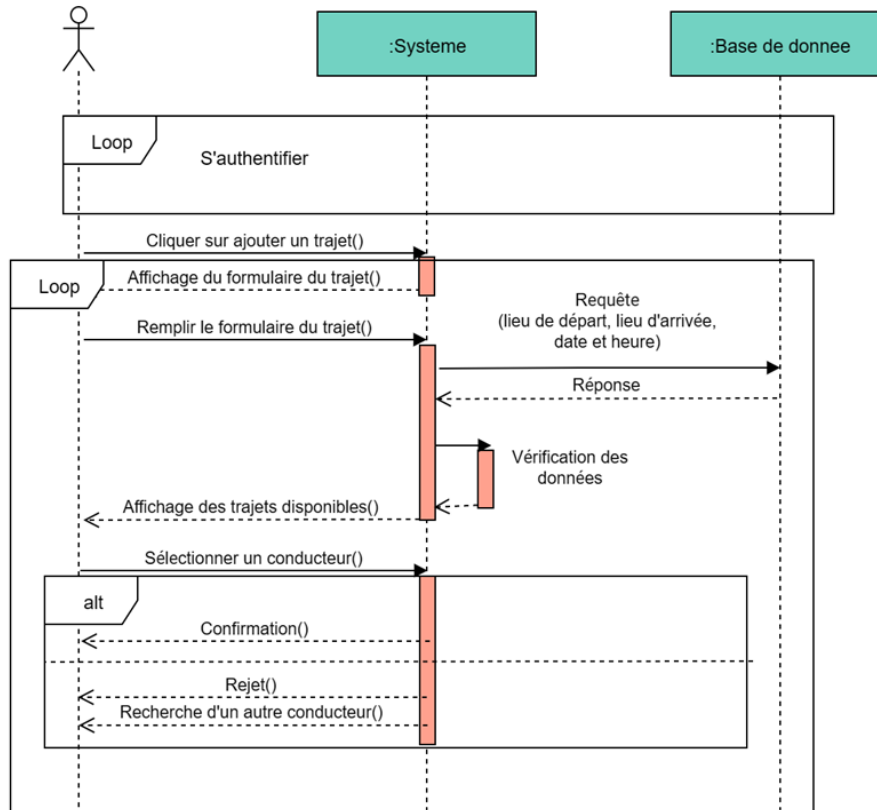 :Systeme
:Base de donnee
Loop
S'authentifier
Cliquer sur ajouter un trajet()
Loop
Affichage du formulaire du trajet()
Remplir le formulaire du trajet()
Requête
(lieu de départ, lieu d'arrivée,
date et heure)
Réponse
Vérification des
données
Affichage des trajets disponibles()
Sélectionner un conducteur()
alt
Confirmation()
Rejet()
Recherche d'un autre conducteur()